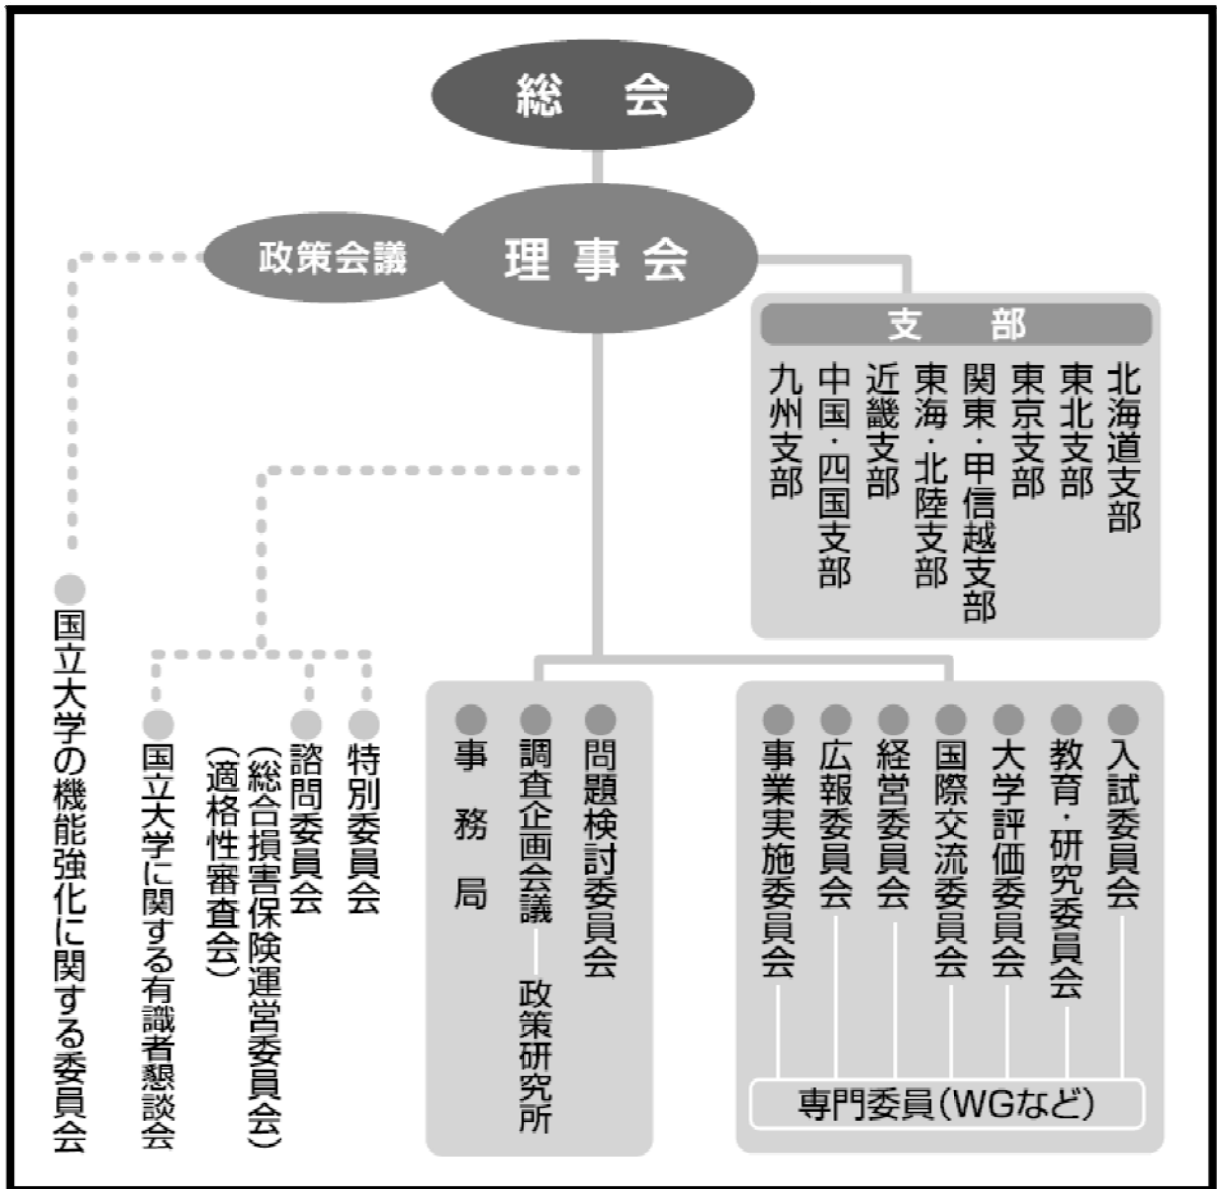 総会
政策会議
理事会
支部
北海道支部
東北支部
東京支部
関東・甲信越支部
東海・北陸支部
近畿支部
中国・四国支部
九州支部
入試委員会
教育・研究委員会
大学評価委員会
国際交流委員会
経営委員会
広報委員会
事業実施委員会
専門委員(WGなど)
問題検討委員会
調査企画会議
政策研究所
事務局
特別委員会
諮問委員会
(総合損害保険運営委員会)
(適格性審査会)
国立大学に関する有識者懇談会
国立大学の機能強化に関する委員会